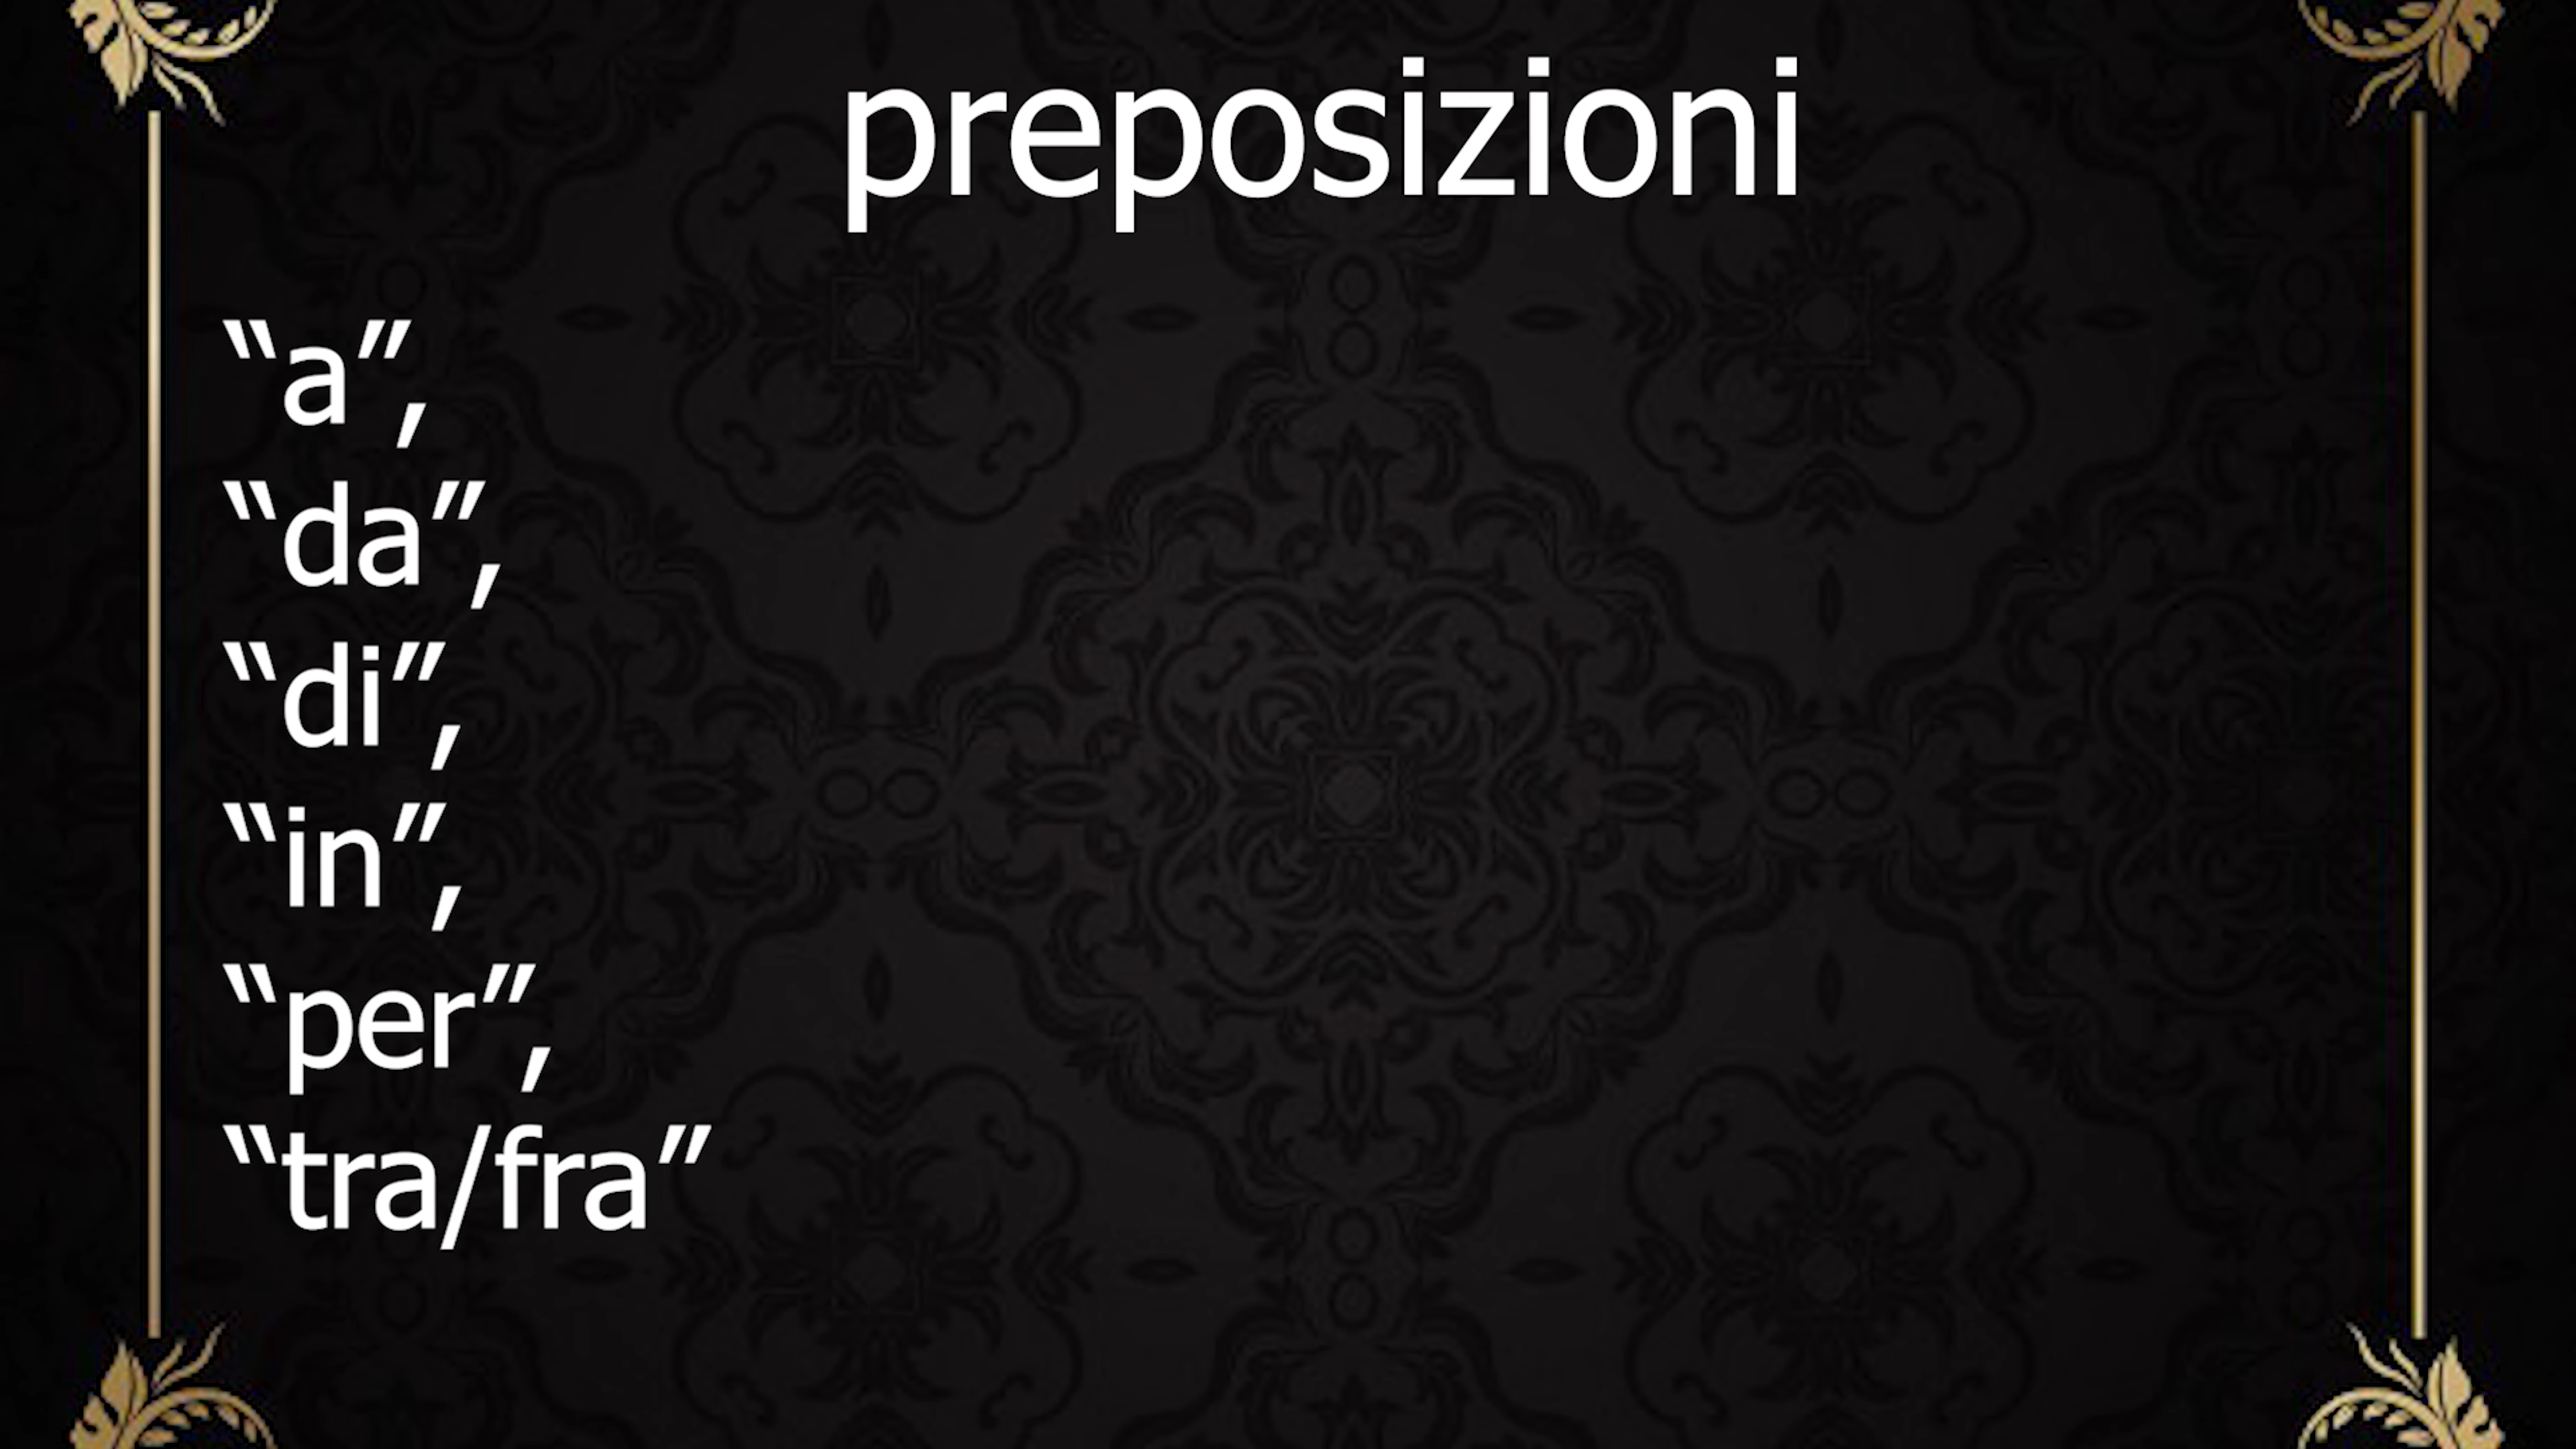 preposizioni
“a”,
“da”,
“di”,
“in”,
“per”,
“tra/fra”